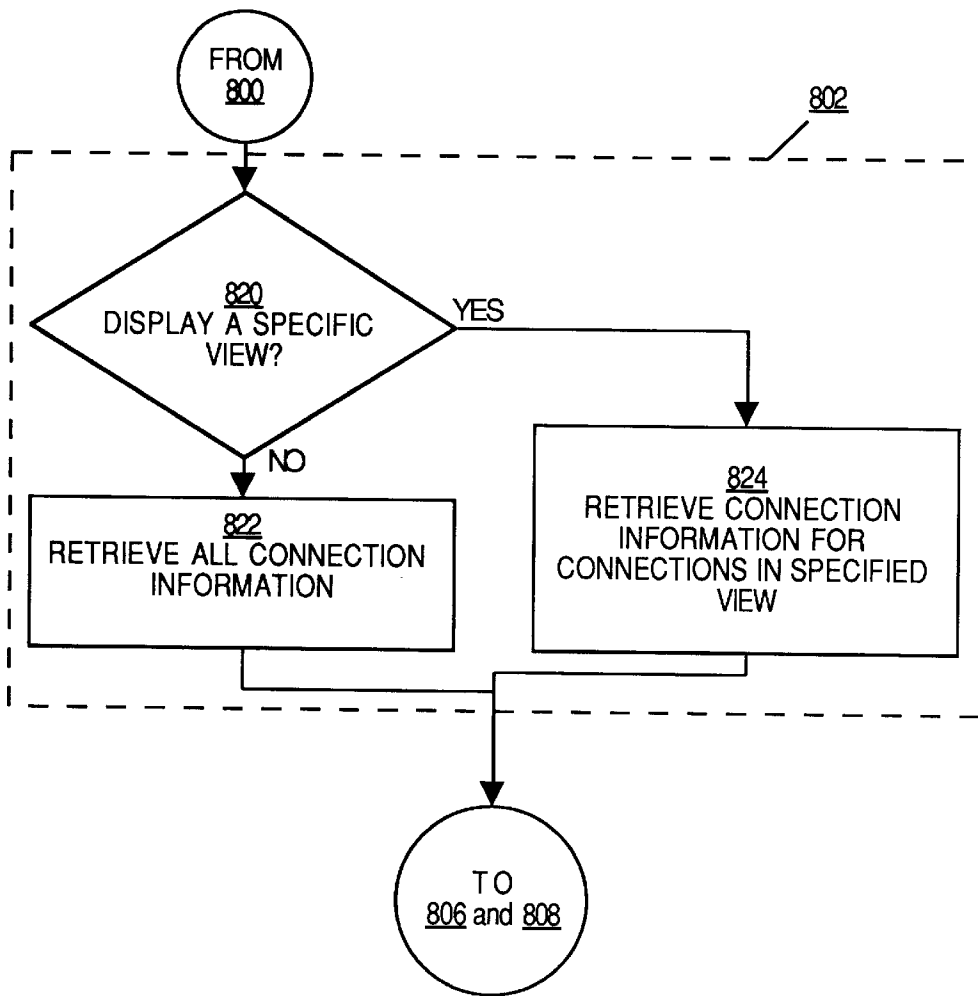 FROM
800
802
820
DISPLAY A SPECIFIC
VIEW?
YES
NO
822
RETRIEVE ALL CONNECTION
INFORMATION
824
RETRIEVE CONNECTION
INFORMATION FOR
CONNECTIONS IN SPECIFIED
VIEW
TO
806 and 808